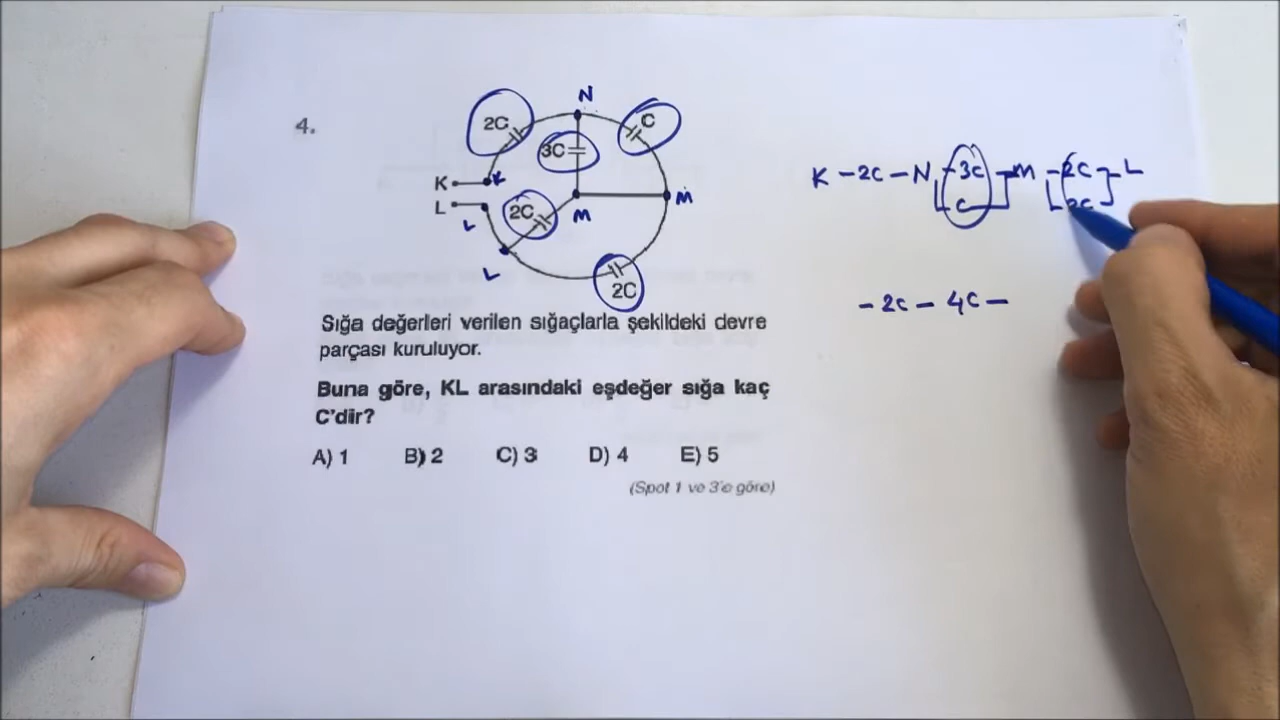 4.
N
2C
C
3C
K
K
L
2C
M
M
L
L
2C
K - 2C - N - 3C - M - 2C - L
C
2C
- 2C - 4C -
Sığa değerleri verilen sığaçlarla şekildeki devre
parçası kuruluyor.
Buna göre, KL arasındaki eşdeğer sığa kaç
C'dir?
A) 1 B) 2 C) 3 D) 4 E) 5
(Spot 1 ve 3'e göre)